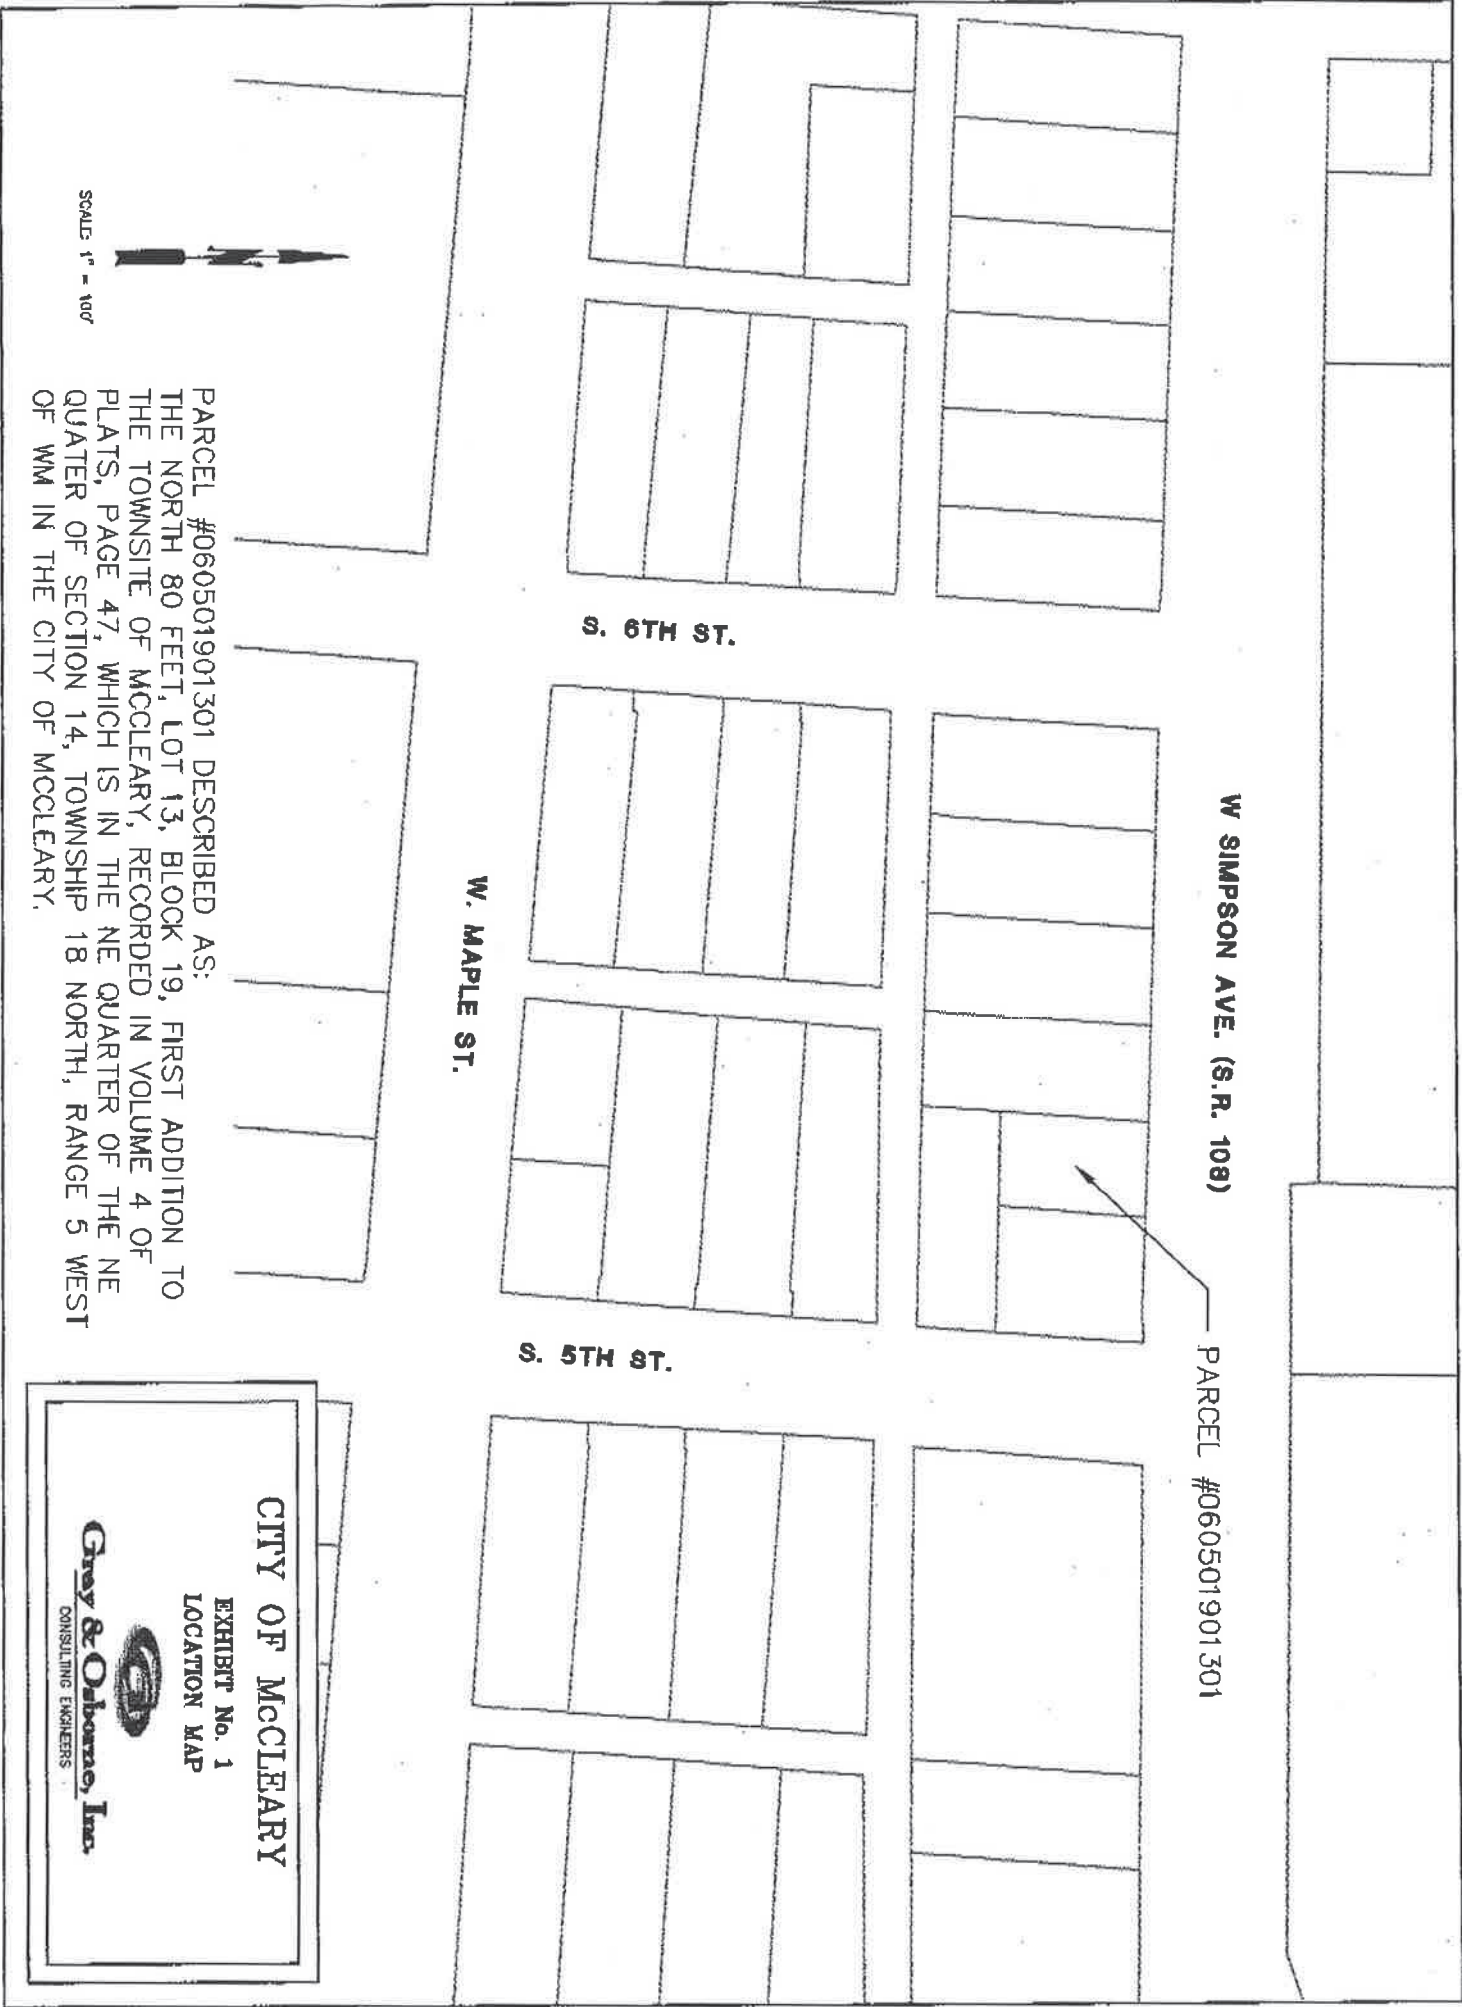 W SIMPSON AVE. (S.R. 108)
PARCEL #060501901301
S. 6TH ST.
S. 5TH ST.
W. MAPLE ST.
SCALE: 1" = 100'
PARCEL #060501901301 DESCRIBED AS:
THE NORTH 80 FEET, LOT 13, BLOCK 19, FIRST ADDITION TO
THE TOWNSITE OF MCCLEARY, RECORDED IN VOLUME 4 OF
PLATS, PAGE 47, WHICH IS IN THE NE QUARTER OF THE NE
QUATER OF SECTION 14, TOWNSHIP 18 NORTH, RANGE 5 WEST
OF WM IN THE CITY OF MCCLEARY.
CITY OF McCLEARY
EXHIBIT No. 1
LOCATION MAP
Gray & Osborne, Inc.
CONSULTING ENGINEERS